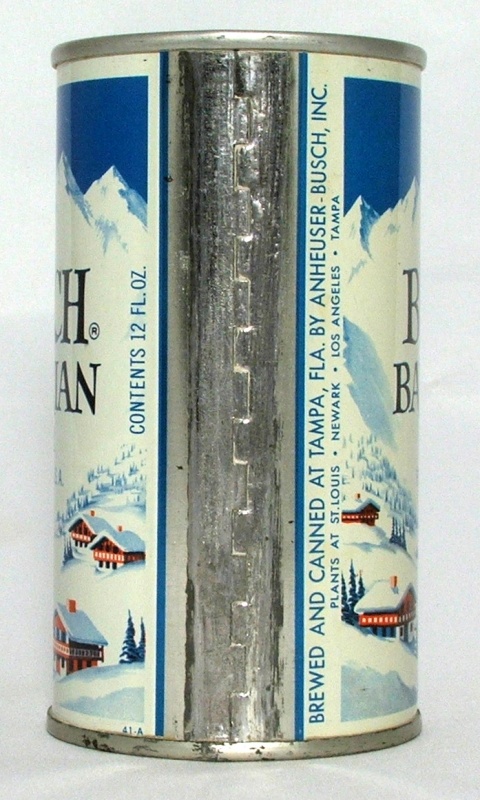 CH®
IAN
CONTENTS 12 FL. OZ.
41-A
BREWED AND CANNED AT TAMPA, FLA. BY ANHEUSER-BUSCH, INC.
PLANTS AT ST. LOUIS • NEWARK • LOS ANGELES • TAMPA
B
BA